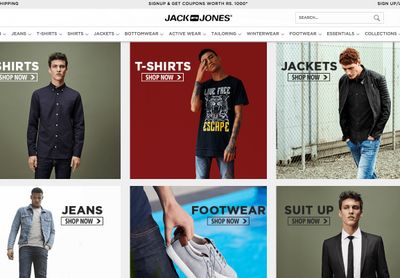 HIPPING
SIGNUP & GET COUPONS WORTH RS. 1000*
SIGN UP/L
JACK & JONES®
SEARCH...
JEANS
T-SHIRTS
SHIRTS
JACKETS
BOTTOMWEAR
ACTIVE WEAR
TAILORING
WINTERWEAR
FOOTWEAR
ESSENTIALS
COLLECTIONS
SHIRTS
SHOP NOW
T-SHIRTS
SHOP NOW
LIVE FREE
ESCAPE
JACKETS
SHOP NOW
JEANS
SHOP NOW
FOOTWEAR
SHOP NOW
SUIT UP
SHOP NOW